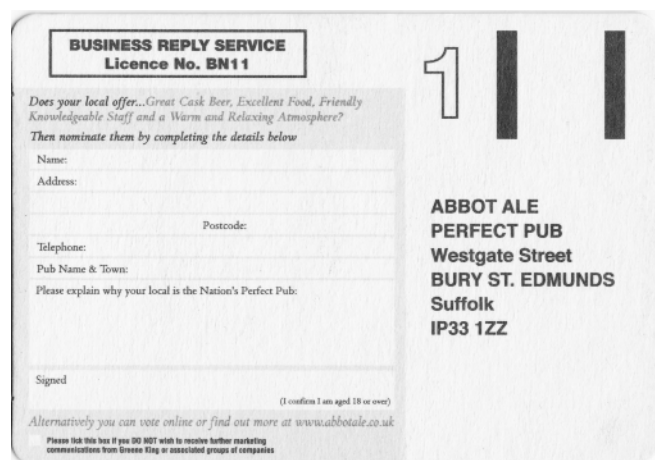 BUSINESS REPLY SERVICE
Licence No. BN11
1
Does your local offer...Great Cask Beer, Excellent Food, Friendly
Knowledgeable Staff and a Warm and Relaxing Atmosphere?
Then nominate them by completing the details below
Name:
Address:
Postcode:
Telephone:
Pub Name & Town:
Please explain why your local is the Nation's Perfect Pub:
Signed
(I confirm I am aged 18 or over)
Alternatively you can vote online or find out more at www.abbotale.co.uk
Please tick this box if you DO NOT wish to receive further marketing
communications from Greene King or associated groups of companies
ABBOT ALE
PERFECT PUB
Westgate Street
BURY ST. EDMUNDS
Suffolk
IP33 1ZZ